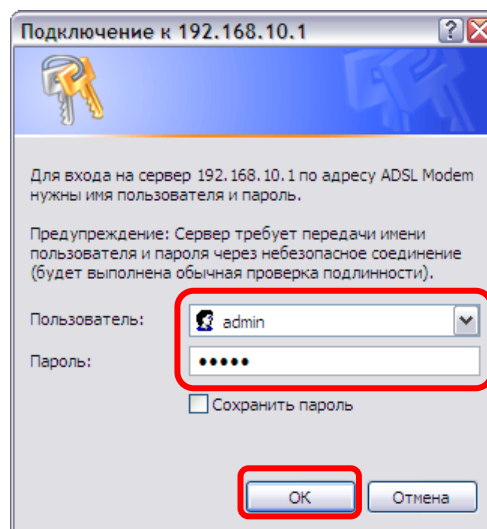 Подключение к 192.168.10.1
Для входа на сервер 192.168.10.1 по адресу ADSL Modem
нужны имя пользователя и пароль.
Предупреждение: Сервер требует передачи имени
пользователя и пароля через небезопасное соединение
(будет выполнена обычная проверка подлинности).
Пользователь: admin
Пароль: •••••
Сохранить пароль
ОК Отмена